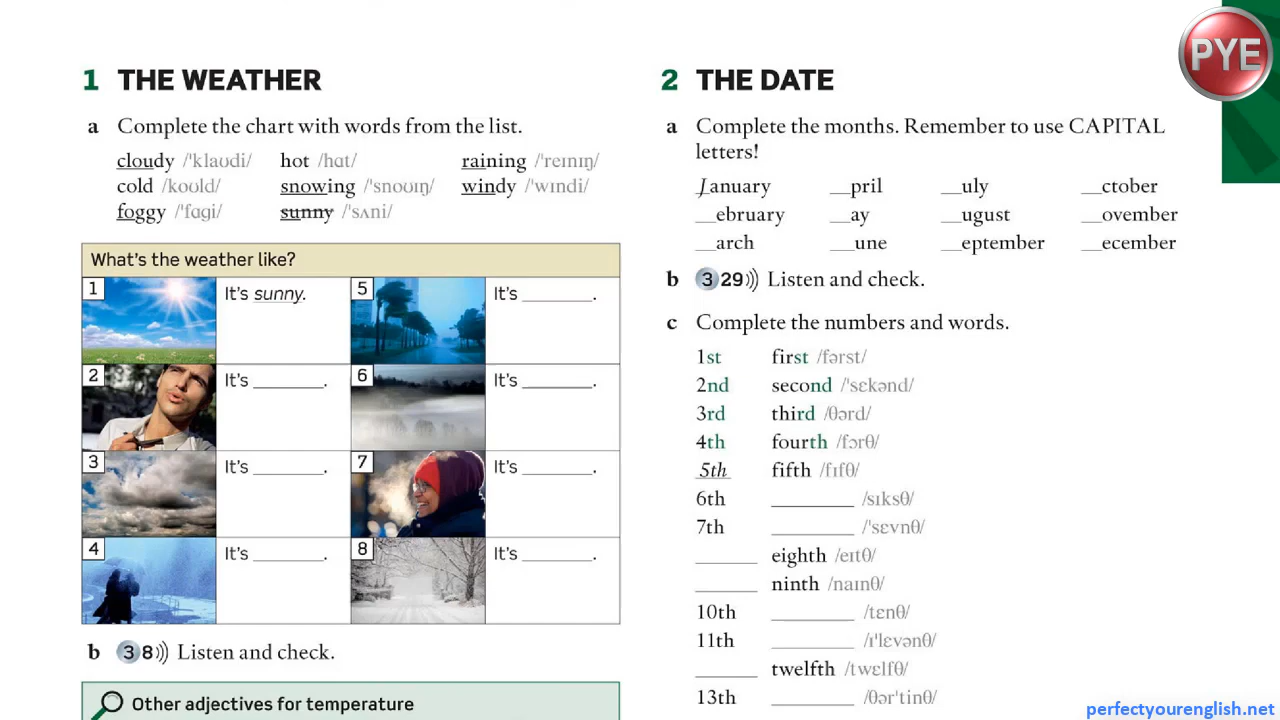 PYE
1 THE WEATHER
a Complete the chart with words from the list.
cloudy /ˈklaʊdi/ hot /hɑt/ raining /ˈreɪnɪŋ/
cold /koʊld/ snowing /ˈsnoʊɪŋ/ windy /ˈwɪndi/
foggy /ˈfɑgi/ sunny /ˈsʌni/
What's the weather like?
1 It's sunny.
2 It's ________.
3 It's ________.
4 It's ________.
5 It's ________.
6 It's ________.
7 It's ________.
8 It's ________.
b 3 8))) Listen and check.
Other adjectives for temperature
2 THE DATE
a Complete the months. Remember to use CAPITAL
letters!
January __pril __uly __ctober
__ebruary __ay __ugust __ovember
__arch __une __eptember __ecember
b 3 29))) Listen and check.
c Complete the numbers and words.
1st first /fərst/
2nd second /ˈsɛkənd/
3rd third /θərd/
4th fourth /fɔrθ/
5th fifth /fɪfθ/
6th ________ /sɪksθ/
7th ________ /ˈsɛvnθ/
______ eighth /eɪtθ/
______ ninth /naɪnθ/
10th ________ /tɛnθ/
11th ________ /ɪˈlɛvənθ/
______ twelfth /twɛlfθ/
13th ________ /θərˈtinθ/
perfectyourenglish.net